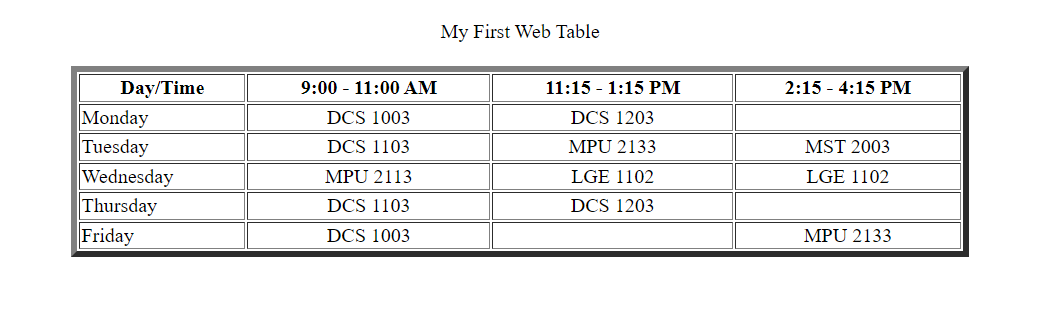 My First Web Table
Day/Time 9:00 - 11:00 AM 11:15 - 1:15 PM 2:15 - 4:15 PM
Monday DCS 1003 DCS 1203
Tuesday DCS 1103 MPU 2133 MST 2003
Wednesday MPU 2113 LGE 1102 LGE 1102
Thursday DCS 1103 DCS 1203
Friday DCS 1003 MPU 2133